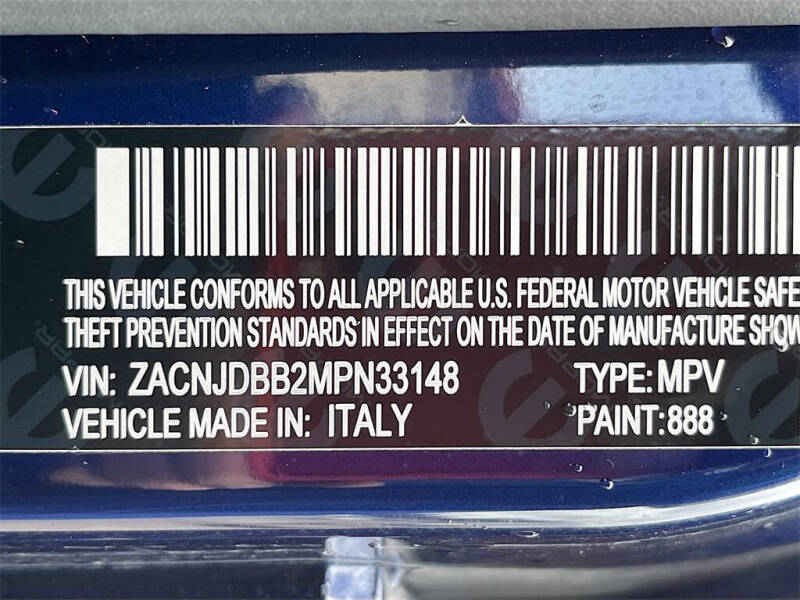 THIS VEHICLE CONFORMS TO ALL APPLICABLE U.S. FEDERAL MOTOR VEHICLE SAFE
THEFT PREVENTION STANDARDS IN EFFECT ON THE DATE OF MANUFACTURE SHOW
VIN: ZACNJDBB2MPN33148 TYPE: MPV
VEHICLE MADE IN: ITALY PAINT: 888